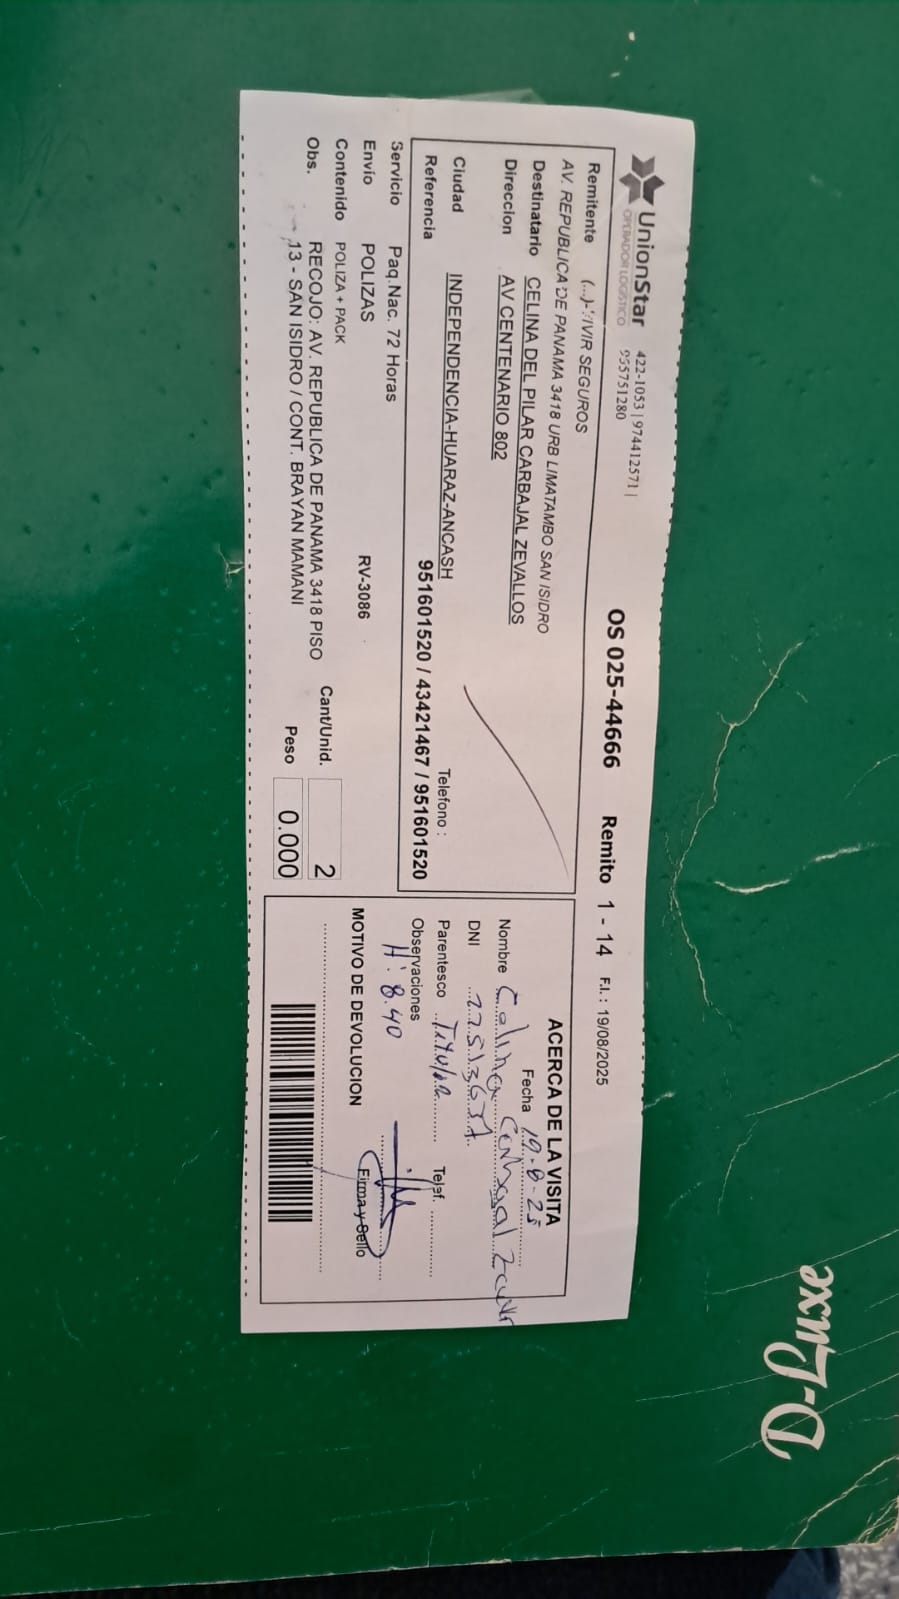 UnionStar
OPERADOR LOGISTICO
422-1053 | 974412571 |
955751280
OS 025-44666 Remito 1 - 14 F.I. : 19/08/2025
Remitente (...)- VIVIR SEGUROS
AV. REPUBLICA DE PANAMA 3418 URB LIMATAMBO SAN ISIDRO
Destinatario CELINA DEL PILAR CARBAJAL ZEVALLOS
Direccion AV CENTENARIO 802
Ciudad INDEPENDENCIA-HUARAZ-ANCASH
Telefono :
Referencia 951601520 / 43421467 / 951601520
Servicio Paq.Nac. 72 Horas
Envio POLIZAS RV-3086
Contenido POLIZA + PACK
Cant/Unid. 2
Obs. RECOJO: AV. REPUBLICA DE PANAMA 3418 PISO
13 - SAN ISIDRO / CONT. BRAYAN MAMANI
Peso 0.000
ACERCA DE LA VISITA
Fecha 19-8-25
Nombre Celina Carbajal
DNI
Parentesco Titular Telef.
Observaciones
H: 8.40
Firma y Sello
MOTIVO DE DEVOLUCION
D-Luxe